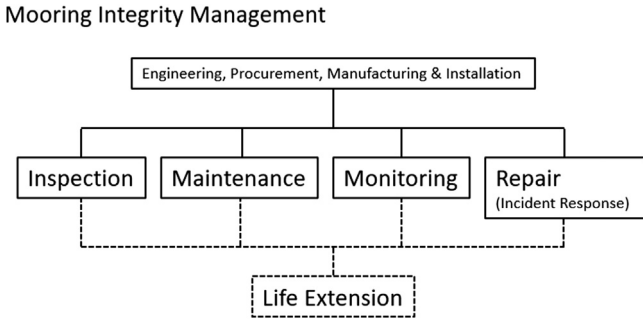 Mooring Integrity Management
Engineering, Procurement, Manufacturing & Installation
Inspection
Maintenance
Monitoring
Repair
(Incident Response)
Life Extension